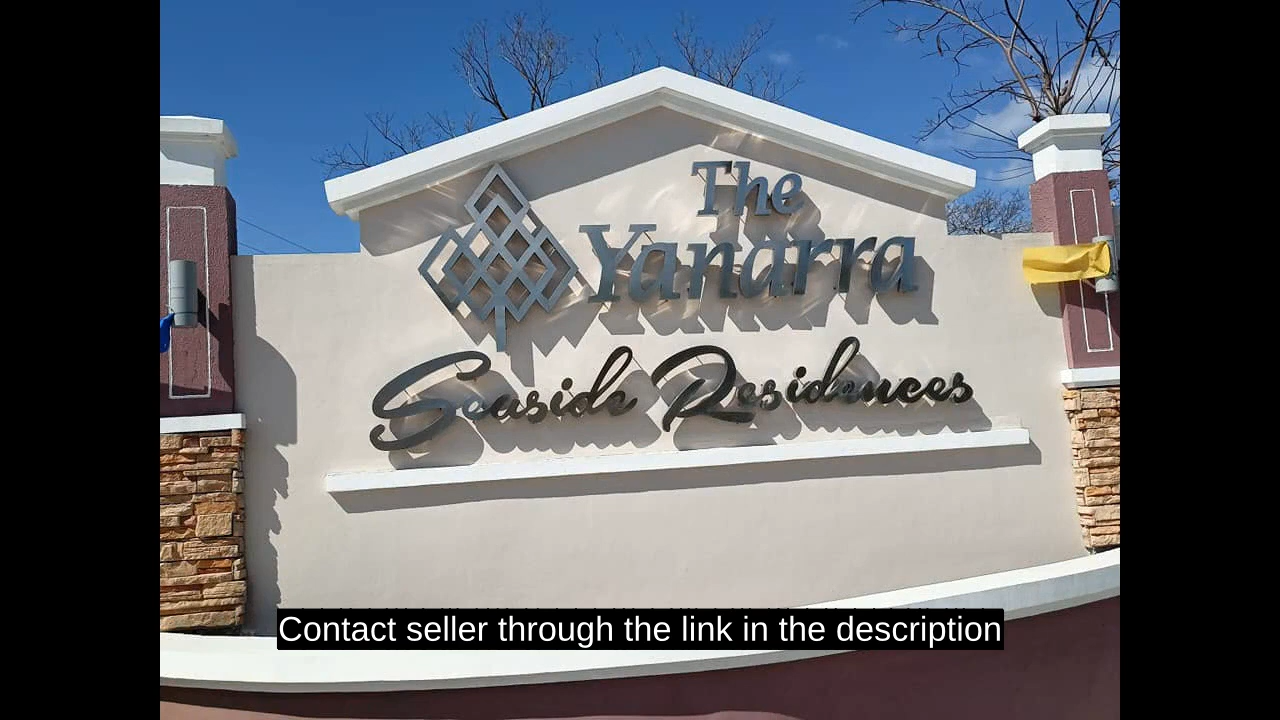 The
Yanarra
Seaside Residences
Contact seller through the link in the description